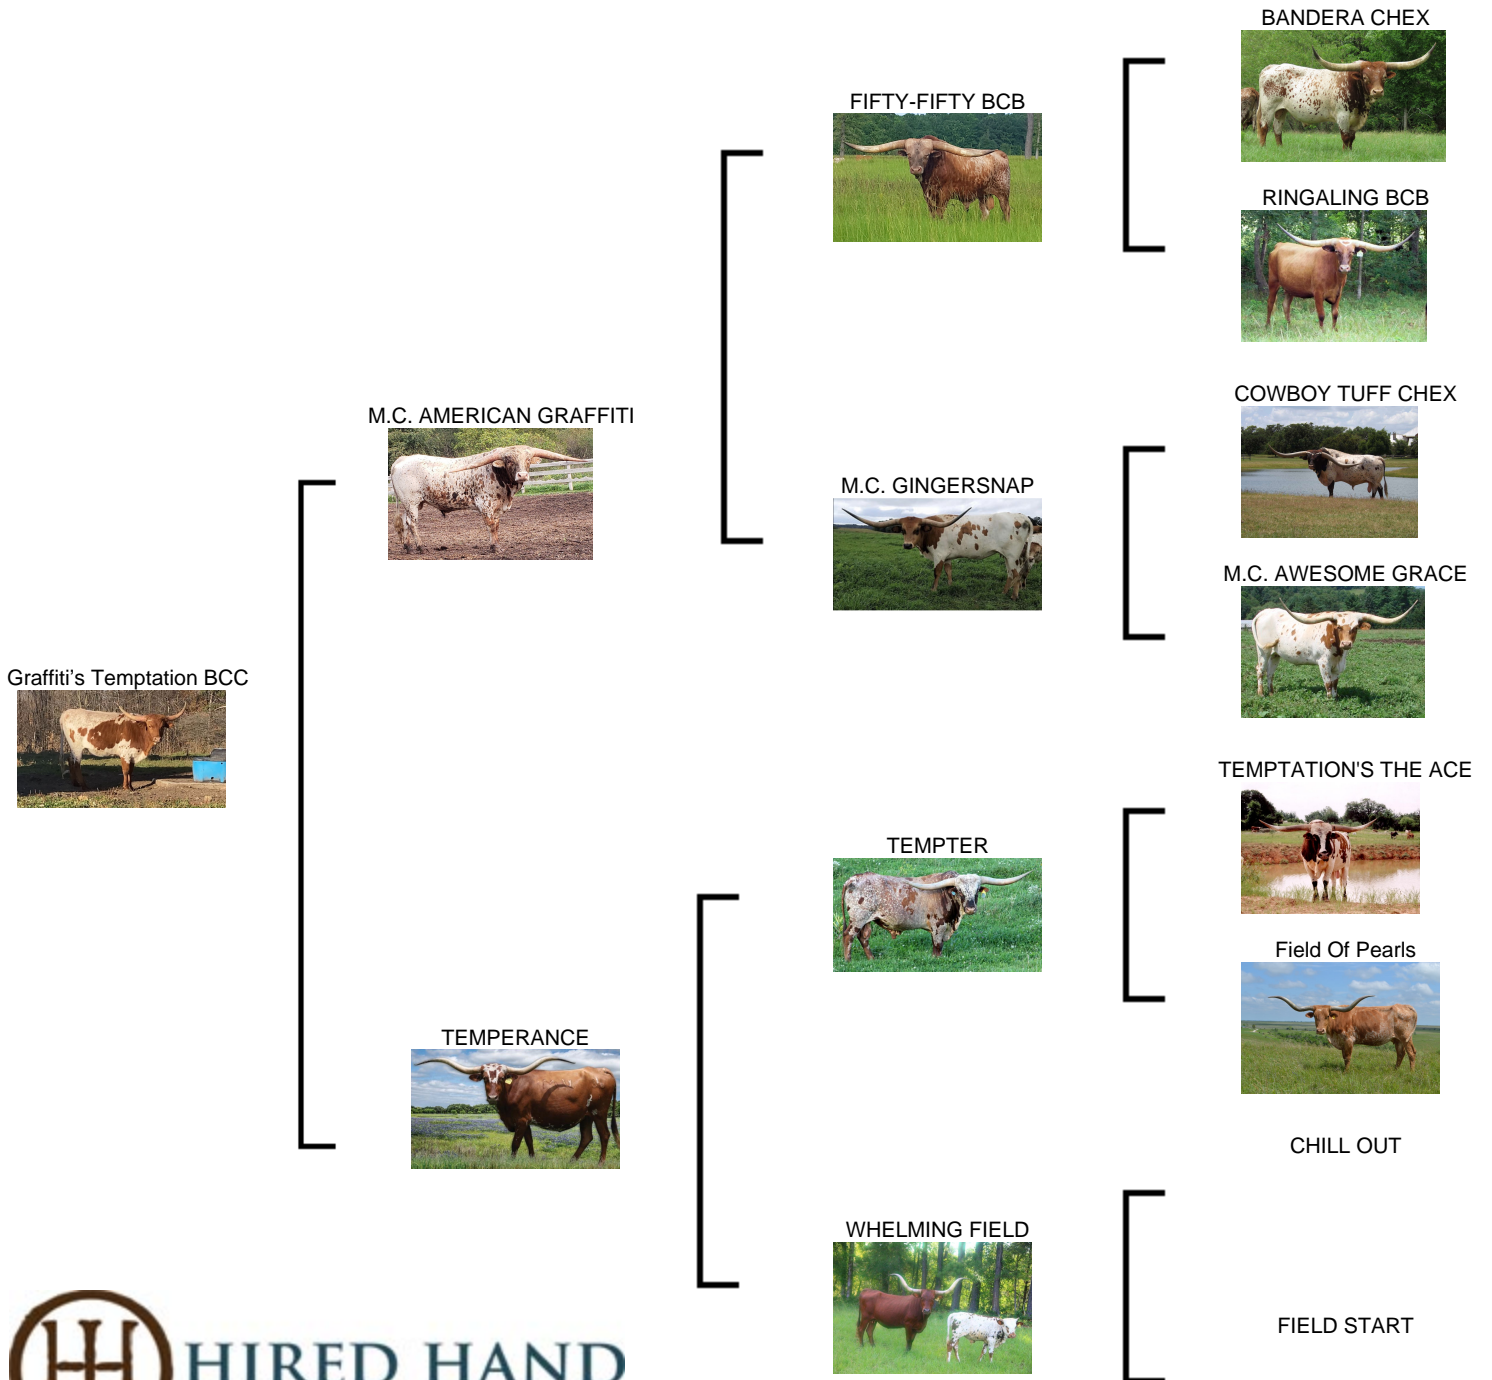 BANDERA CHEX
FIFTY-FIFTY BCB
RINGALING BCB
COWBOY TUFF CHEX
M.C. AMERICAN GRAFFITI
M.C. GINGERSNAP
M.C. AWESOME GRACE
Graffiti's Temptation BCC
TEMPTATION'S THE ACE
TEMPTER
Field Of Pearls
TEMPERANCE
CHILL OUT
WHELMING FIELD
FIELD START
HIRED HAND